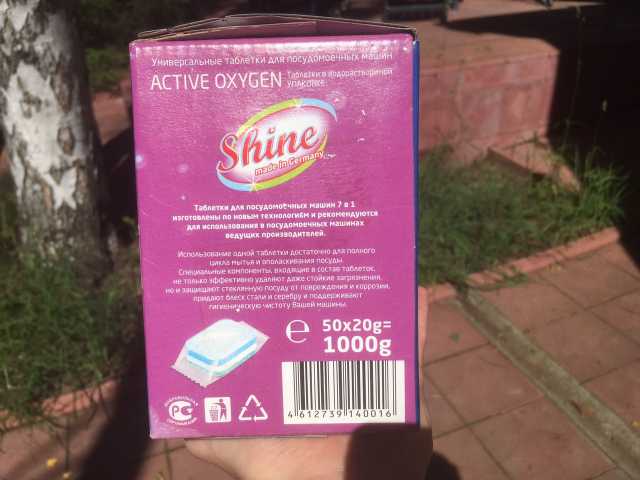 Универсальные таблетки для посудомоечных машин
ACTIVE OXYGEN Таблетки в водорастворимой
УПАКОВКЕ
Shine
made in Germany
Таблетки для посудомоечных машин 7 в 1
изготовлены по новым технологиям и рекомендуются
для использования в посудомоечных машинах
ведущих производителей.
Использование одной таблетки достаточно для полного
цикла мытья и ополаскивания посуды.
Специальные компоненты, входящие в состав таблеток,
не только эффективно удаляют даже стойкие загрязнения,
но и защищают стеклянную посуду от повреждения и коррозии,
придают блеск стали и серебру и поддерживают
гигиеническую чистоту Вашей машины.
℮ 50x20g=
1000g
ДОБРОВОЛЬНАЯ
СЕРТИФИКАЦИЯ
4 612739 140016